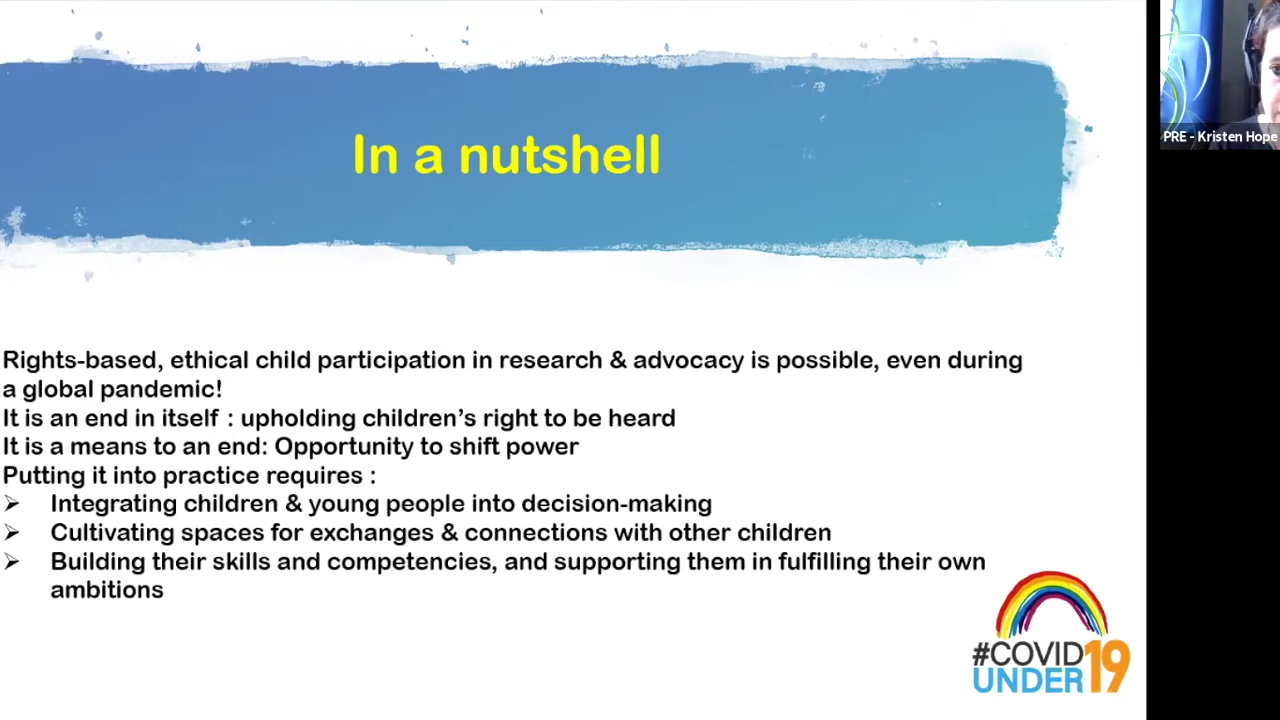 In a nutshell
PRE - Kristen Hope
Rights-based, ethical child participation in research & advocacy is possible, even during
a global pandemic!
It is an end in itself : upholding children’s right to be heard
It is a means to an end: Opportunity to shift power
Putting it into practice requires :
➢ Integrating children & young people into decision-making
➢ Cultivating spaces for exchanges & connections with other children
➢ Building their skills and competencies, and supporting them in fulfilling their own
ambitions
#COVID
UNDER 19